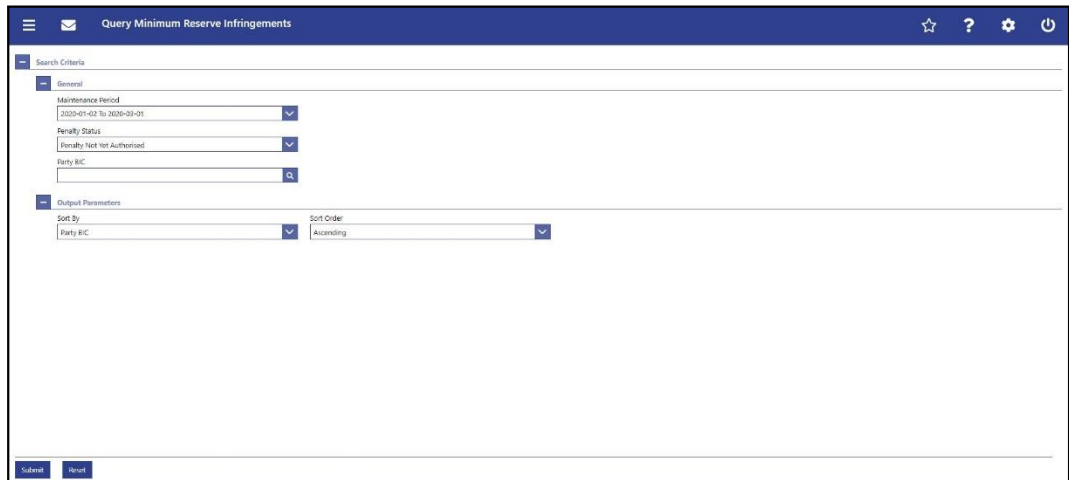 Query Minimum Reserve Infringements
?
Search Criteria
General
Maintenance Period
2020-01-02 To 2020-03-01
Penalty Status
Penalty Not Yet Authorised
Party BIC
Output Parameters
Sort By Sort Order
Party BIC Ascending
Submit Reset